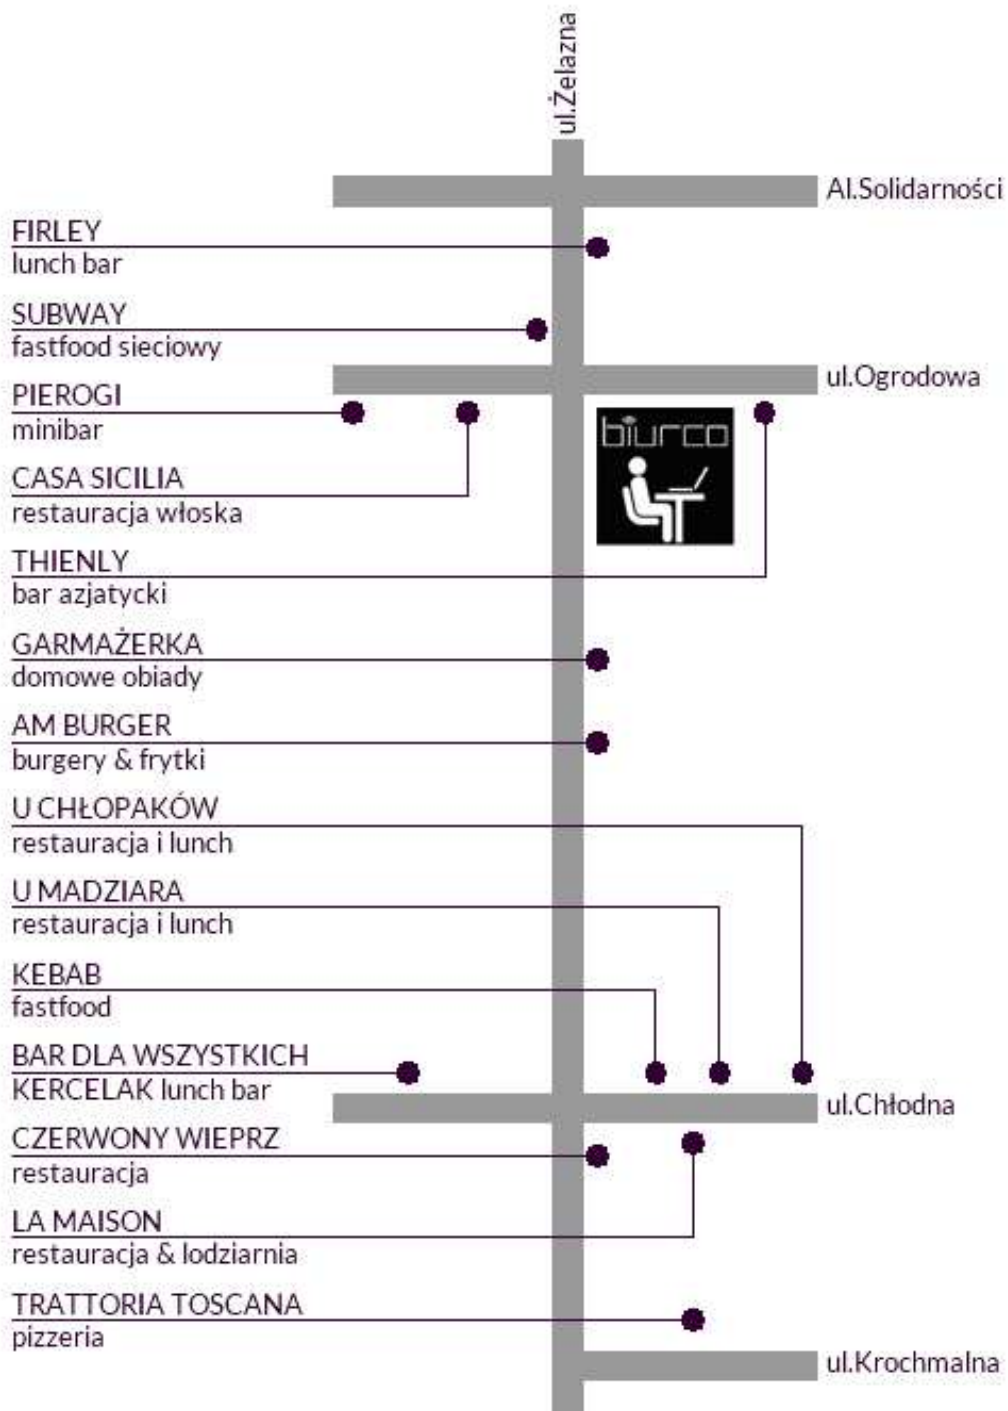 ul.Żelazna
Al.Solidarności
FIRLEY
lunch bar
SUBWAY
fastfood sieciowy
ul.Ogrodowa
PIEROGI
minibar
biurco
CASA SICILIA
restauracja włoska
THIENLY
bar azjatycki
GARMAŻERKA
domowe obiady
AM BURGER
burgery & frytki
U CHŁOPAKÓW
restauracja i lunch
U MADZIARA
restauracja i lunch
KEBAB
fastfood
BAR DLA WSZYSTKICH
KERCELAK lunch bar
ul.Chłodna
CZERWONY WIEPRZ
restauracja
LA MAISON
restauracja & lodziarnia
TRATTORIA TOSCANA
pizzeria
ul.Krochmalna